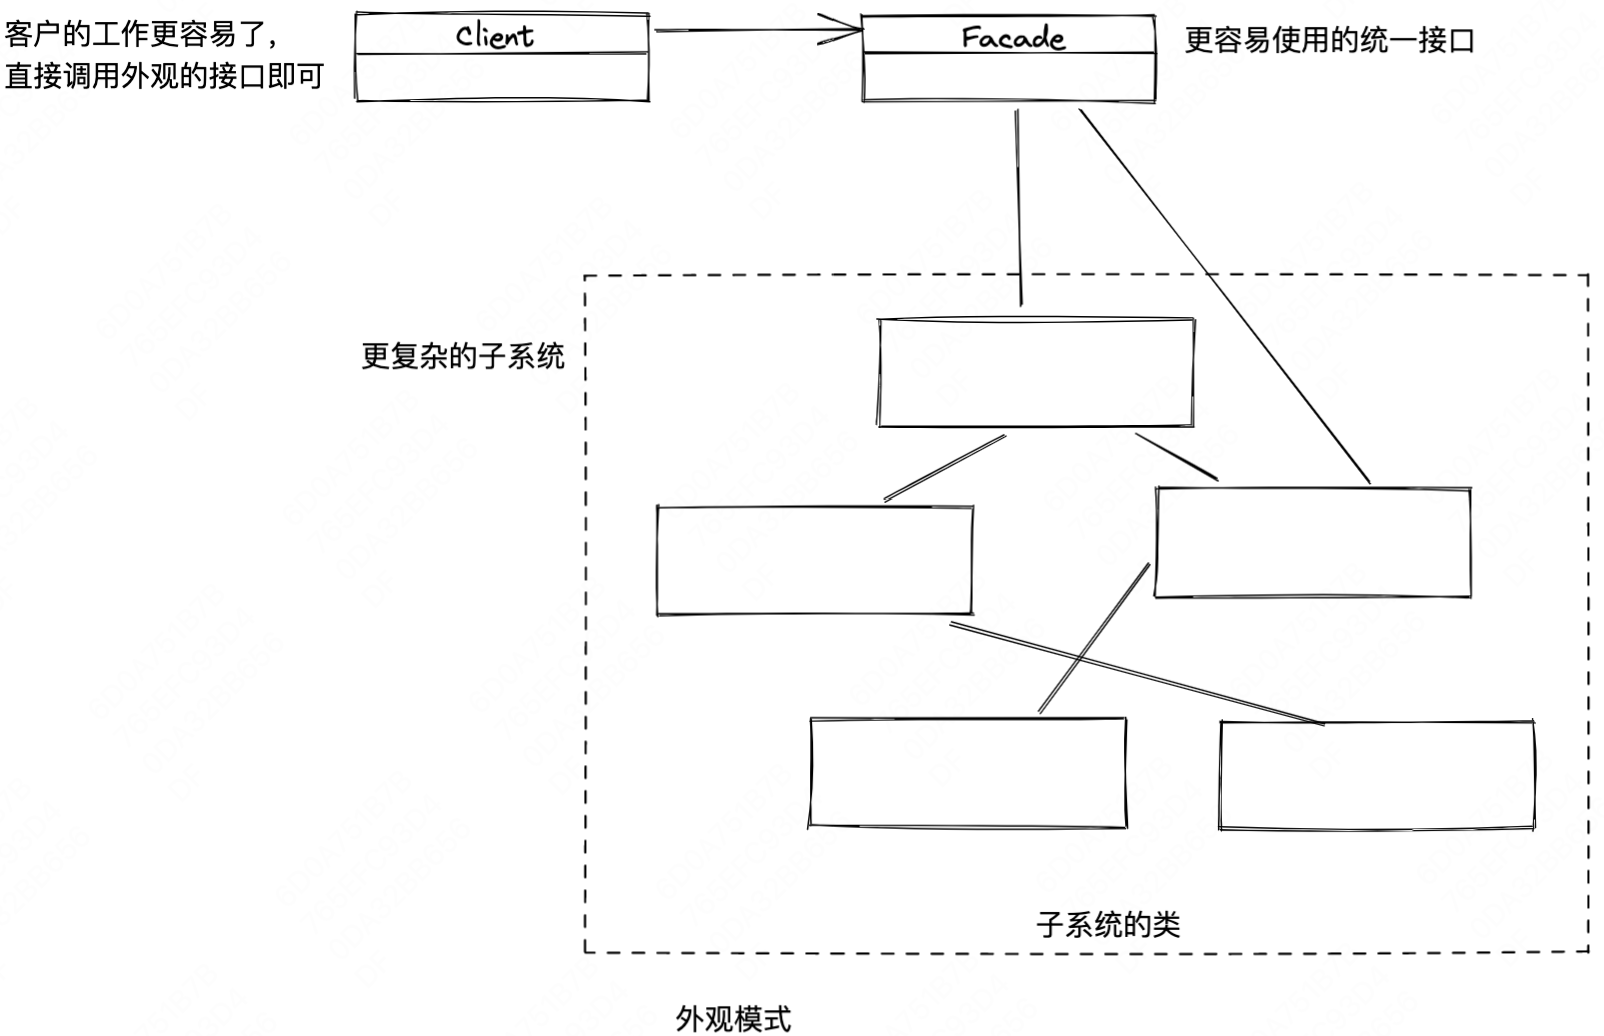 客户的工作更容易了，
直接调用外观的接口即可
Client
Facade
更容易使用的统一接口
更复杂的子系统
子系统的类
外观模式